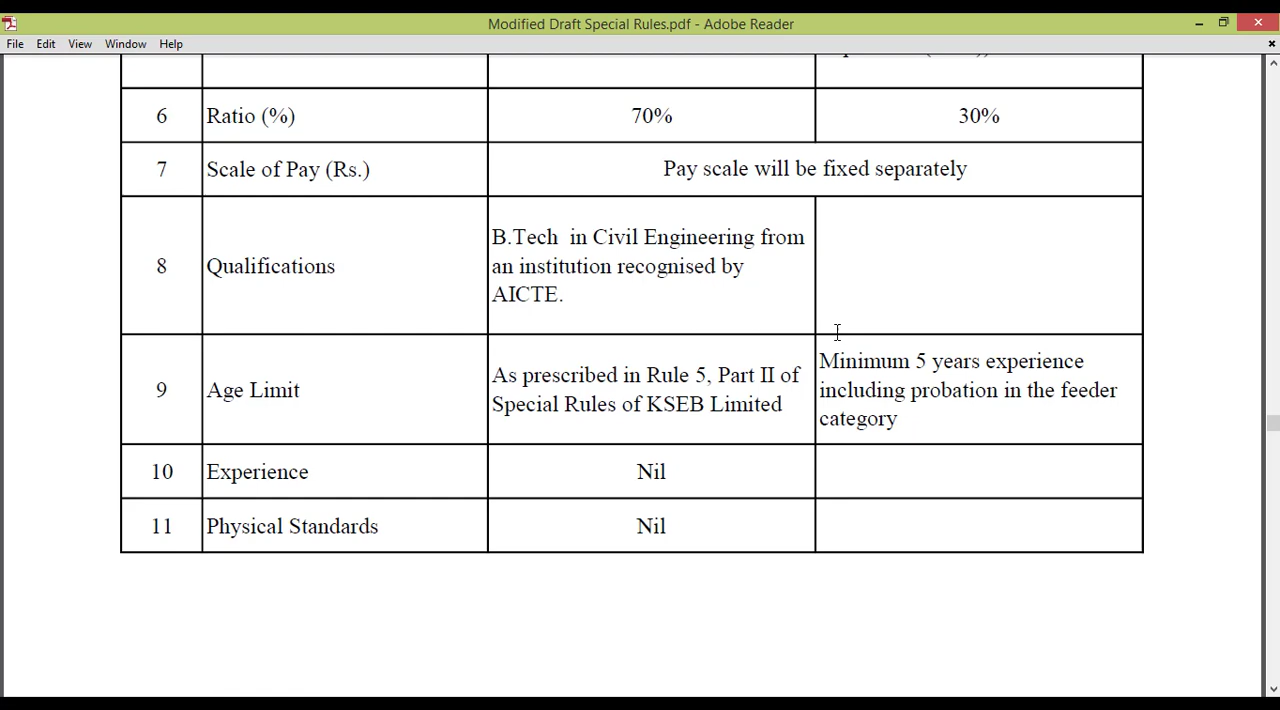 Modified Draft Special Rules.pdf - Adobe Reader
File Edit View Window Help
6 Ratio (%) 70% 30%
7 Scale of Pay (Rs.) Pay scale will be fixed separately
8 Qualifications B.Tech in Civil Engineering from
an institution recognised by
AICTE.
9 Age Limit As prescribed in Rule 5, Part II of
Special Rules of KSEB Limited
Minimum 5 years experience
including probation in the feeder
category
10 Experience Nil
11 Physical Standards Nil